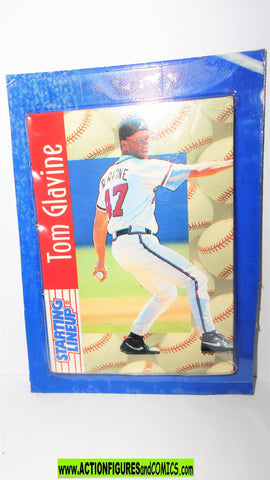 Tom Glavine
STARTING
LINEUP
GLAVINE
47
www.ACTIONFIGURESandCOMICS.com